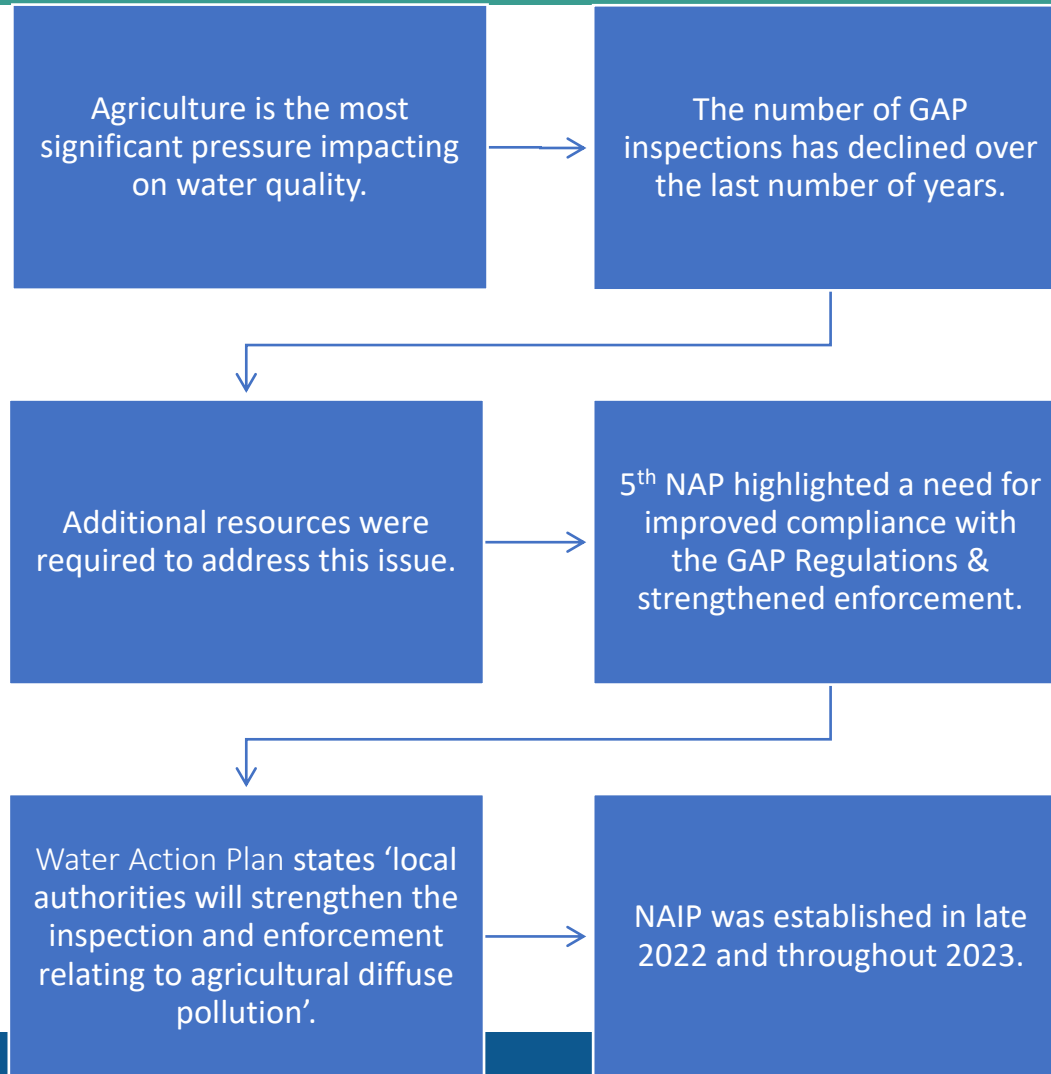 Agriculture is the most
significant pressure impacting
on water quality.
The number of GAP
inspections has declined over
the last number of years.
Additional resources were
required to address this issue.
5th NAP highlighted a need for
improved compliance with
the GAP Regulations &
strengthened enforcement.
Water Action Plan states ‘local
authorities will strengthen the
inspection and enforcement
relating to agricultural diffuse
pollution’.
NAIP was established in late
2022 and throughout 2023.